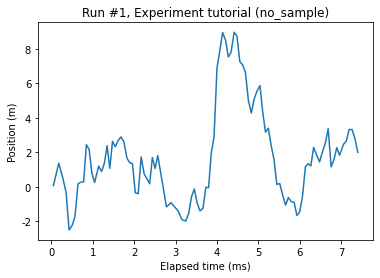 Run #1, Experiment tutorial (no_sample)
Position (m)
8
6
4
2
0
-2
0 1 2 3 4 5 6 7
Elapsed time (ms)